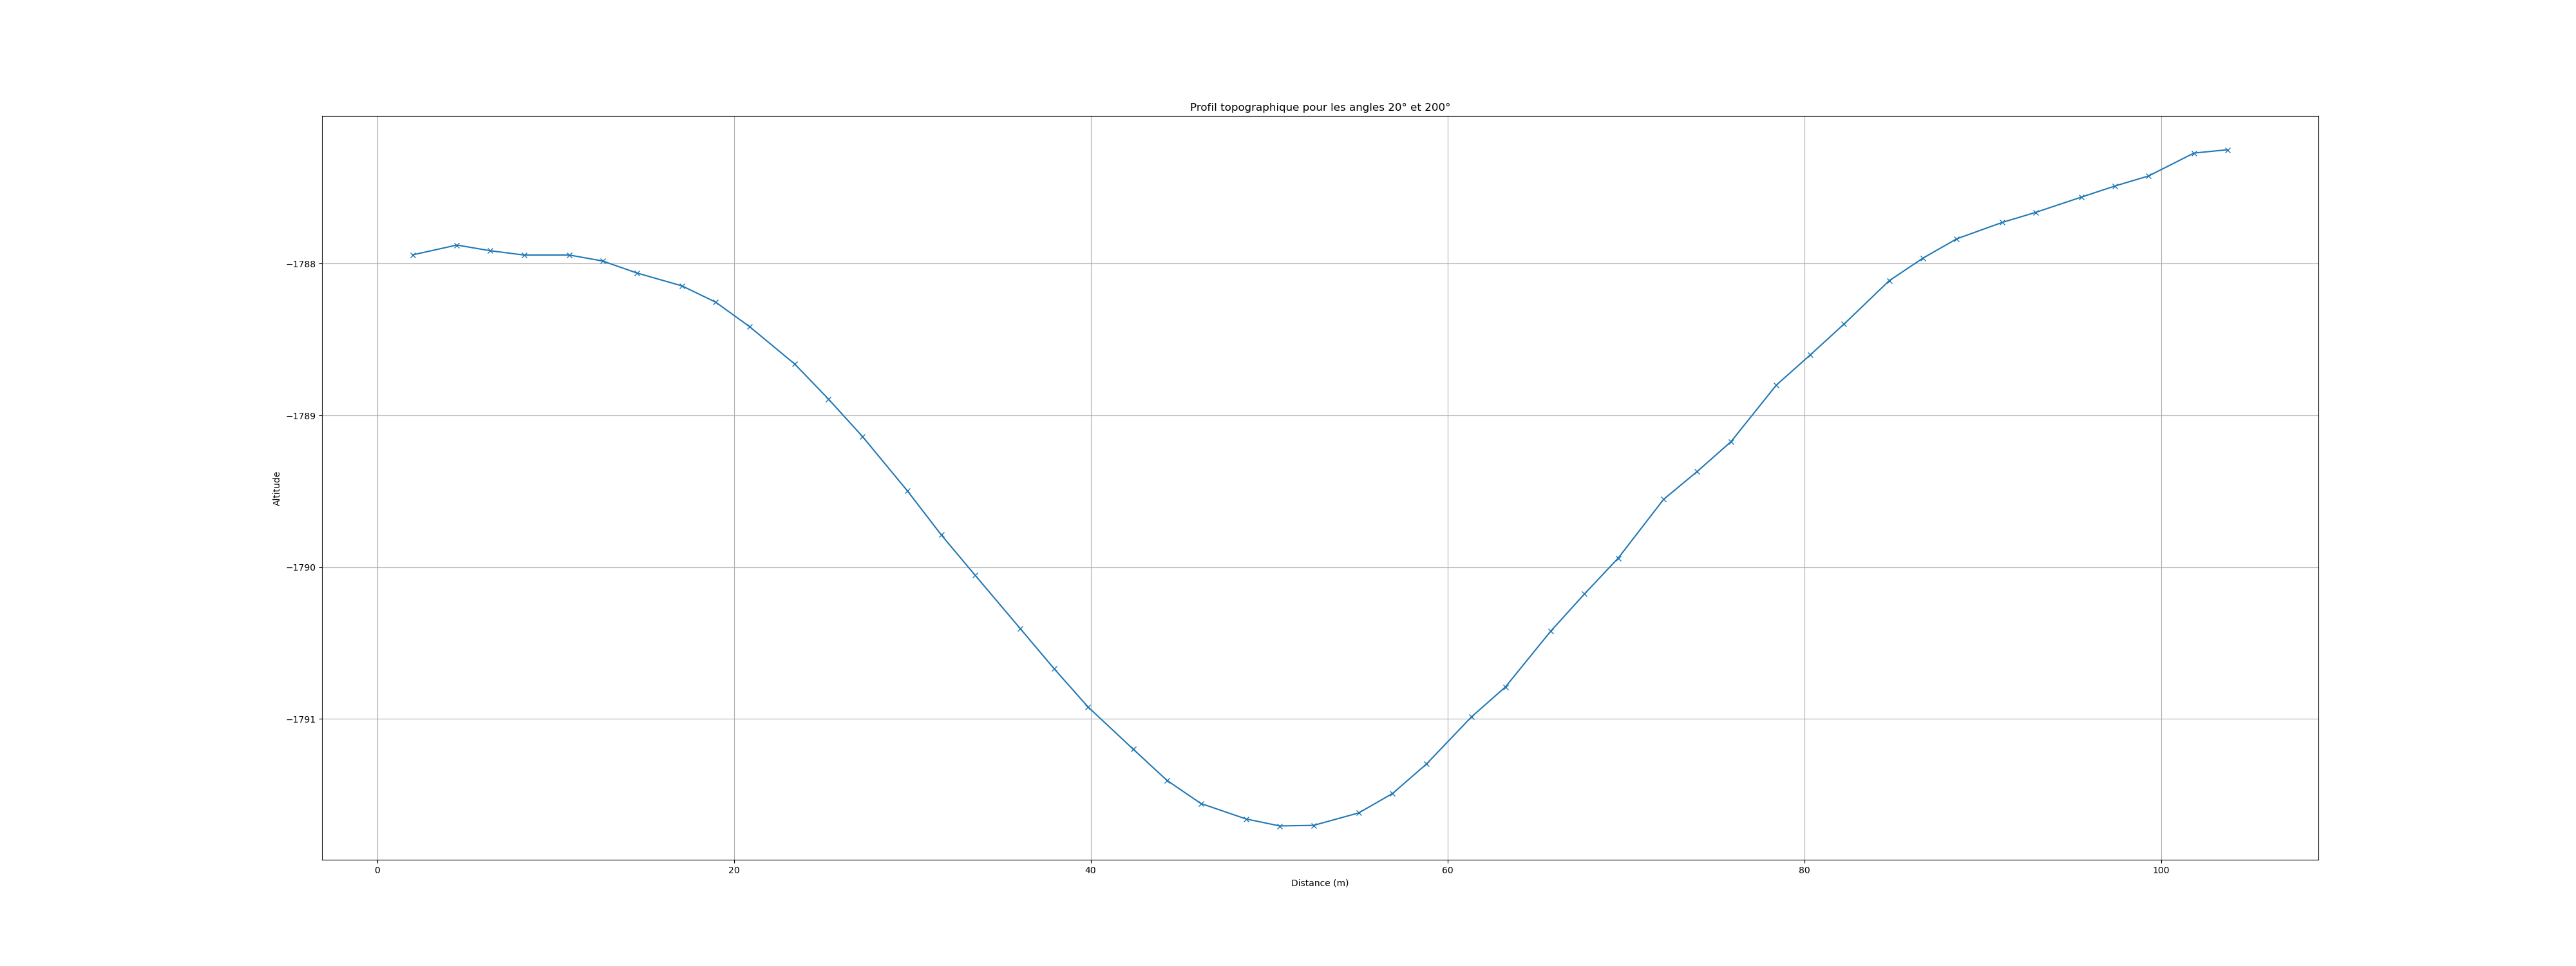 Profil topographique pour les angles 20° et 200°
−1788
−1789
−1790
−1791
Altitude
0 20 40 60 80 100
Distance (m)